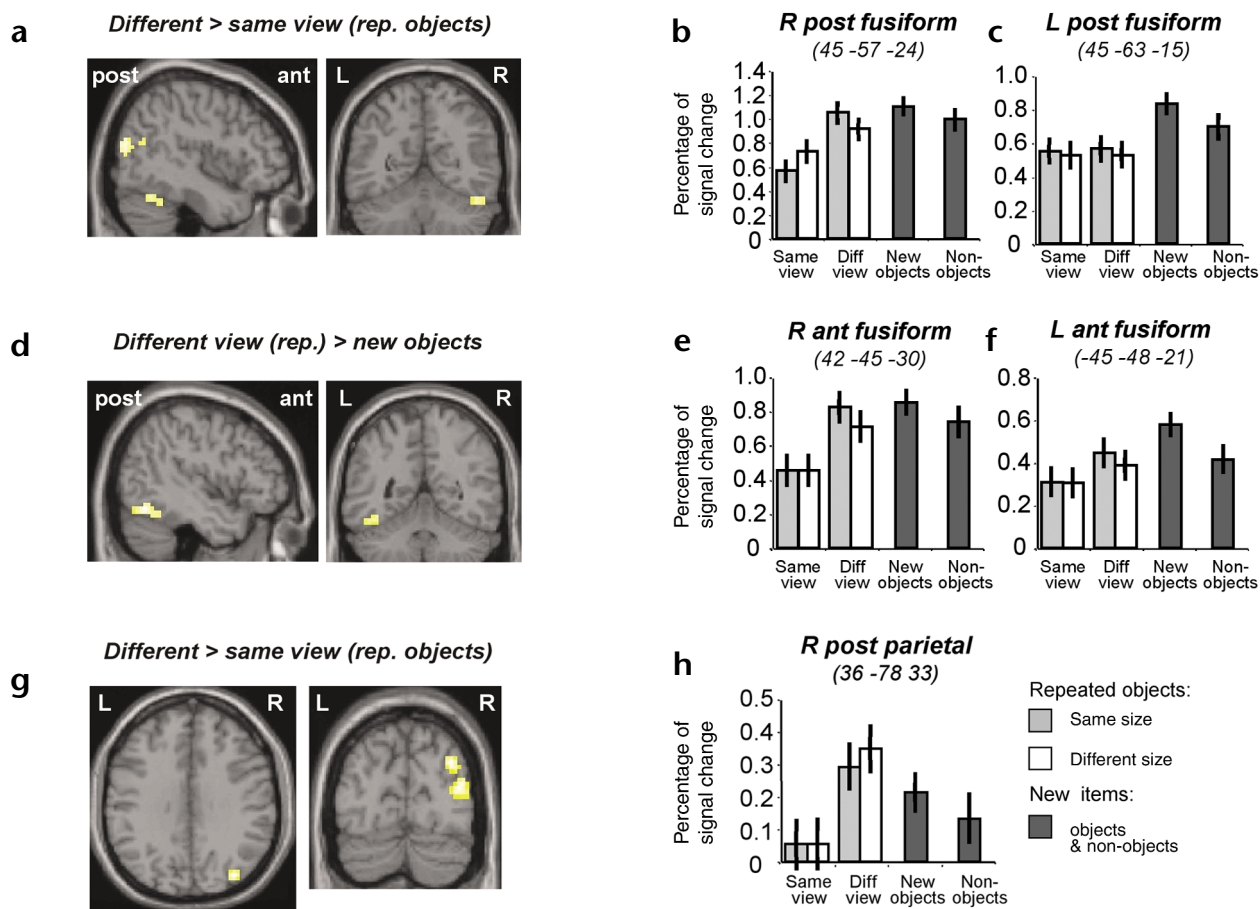 a
Different > same view (rep. objects)
post ant
L R
b
R post fusiform
(45 -57 -24)
Percentage of
signal change
1.4
1.2
1.0
0.8
0.6
0.4
0.2
0
Same view
Diff view
New objects
Non-objects
c
L post fusiform
(45 -63 -15)
1.0
0.8
0.6
0.4
0.2
0
Same view
Diff view
New objects
Non-objects
d
Different view (rep.) > new objects
post ant
L R
e
R ant fusiform
(42 -45 -30)
Percentage of
signal change
1.0
0.8
0.6
0.4
0.2
0
Same view
Diff view
New objects
Non-objects
f
L ant fusiform
(-45 -48 -21)
0.8
0.6
0.4
0.2
0
Same view
Diff view
New objects
Non-objects
g
Different > same view (rep. objects)
L R
L R
h
R post parietal
(36 -78 33)
Percentage of
signal change
0.5
0.4
0.3
0.2
0.1
0
Same view
Diff view
New objects
Non-objects
Repeated objects:
Same size
Different size
New items:
objects
& non-objects